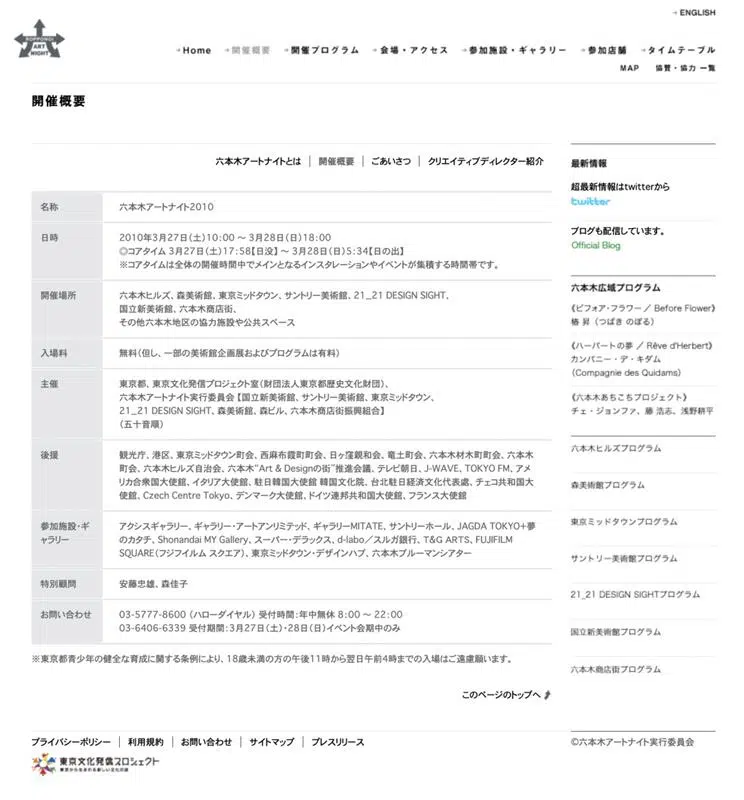 → ENGLISH
ROPPONGI
ART
NIGHT
→Home →開催概要 →開催プログラム →会場・アクセス →参加施設・ギャラリー →参加店舗 →タイムテーブル
MAP 協賛・協力 一覧
開催概要
六本木アートナイトとは | 開催概要 | ごあいさつ | クリエイティブディレクター紹介
名称 六本木アートナイト2010
日時 2010年3月27日(土)10:00 〜 3月28日(日)18:00
◎コアタイム 3月27日(土)17:58【日没】 〜 3月28日(日)5:34【日の出】
※コアタイムは全体の開催時間中でメインとなるインスタレーションやイベントが集積する時間帯です。
開催場所 六本木ヒルズ、森美術館、東京ミッドタウン、サントリー美術館、21_21 DESIGN SIGHT、
国立新美術館、六本木商店街、
その他六本木地区の協力施設や公共スペース
入場料 無料(但し、一部の美術館企画展およびプログラムは有料)
主催 東京都、東京文化発信プロジェクト室(財団法人東京都歴史文化財団)、
六本木アートナイト実行委員会 【国立新美術館、サントリー美術館、東京ミッドタウン、
21_21 DESIGN SIGHT、森美術館、森ビル、六本木商店街振興組合】
(五十音順)
後援 観光庁、港区、東京ミッドタウン町会、西麻布霞町町会、日ヶ窪親和会、竜土町会、六本木材木町町会、六本木
町会、六本木ヒルズ自治会、六本木“Art & Designの街”推進会議、テレビ朝日、J-WAVE、TOKYO FM、アメ
リカ合衆国大使館、イタリア大使館、駐日韓国大使館 韓国文化院、台北駐日経済文化代表處、チェコ共和国大
使館、Czech Centre Tokyo、デンマーク大使館、ドイツ連邦共和国大使館、フランス大使館
参加施設・ギ
ャラリー
アクシスギャラリー、ギャラリー・アートアンリミテッド、ギャラリーMITATE、サントリーホール、JAGDA TOKYO+夢
のカタチ、Shonandai MY Gallery、スーパー・デラックス、d-labo/スルガ銀行、T&G ARTS、FUJIFILM
SQUARE(フジフイルム スクエア)、東京ミッドタウン・デザインハブ、六本木ブルーマンシアター
特別顧問 安藤忠雄、森佳子
お問い合わせ 03-5777-8600 (ハローダイヤル) 受付時間:年中無休 8:00 〜 22:00
03-6406-6339 受付期間:3月27日(土)・28日(日)イベント会期中のみ
※東京都青少年の健全な育成に関する条例により、18歳未満の方の午後11時から翌日午前4時までの入場はご遠慮願います。
このページのトップへ
最新情報
超最新情報はtwitterから
twitter
ブログも配信しています。
Official Blog
六本木広域プログラム
《ビフォア・フラワー / Before Flower》
椿 昇 (つばき のぼる)
《ハーバートの夢 / Rêve d'Herbert》
カンパニー・デ・キダム
(Compagnie des Quidams)
《六本木あちこちプロジェクト》
チェ・ジョンファ、藤 浩志、浅野耕平
六本木ヒルズプログラム
森美術館プログラム
東京ミッドタウンプログラム
サントリー美術館プログラム
21_21 DESIGN SIGHTプログラム
国立新美術館プログラム
六本木商店街プログラム
プライバシーポリシー | 利用規約 | お問い合わせ | サイトマップ | プレスリリース
©六本木アートナイト実行委員会
東京文化発信プロジェクト
東京から生まれる新しい文化の波